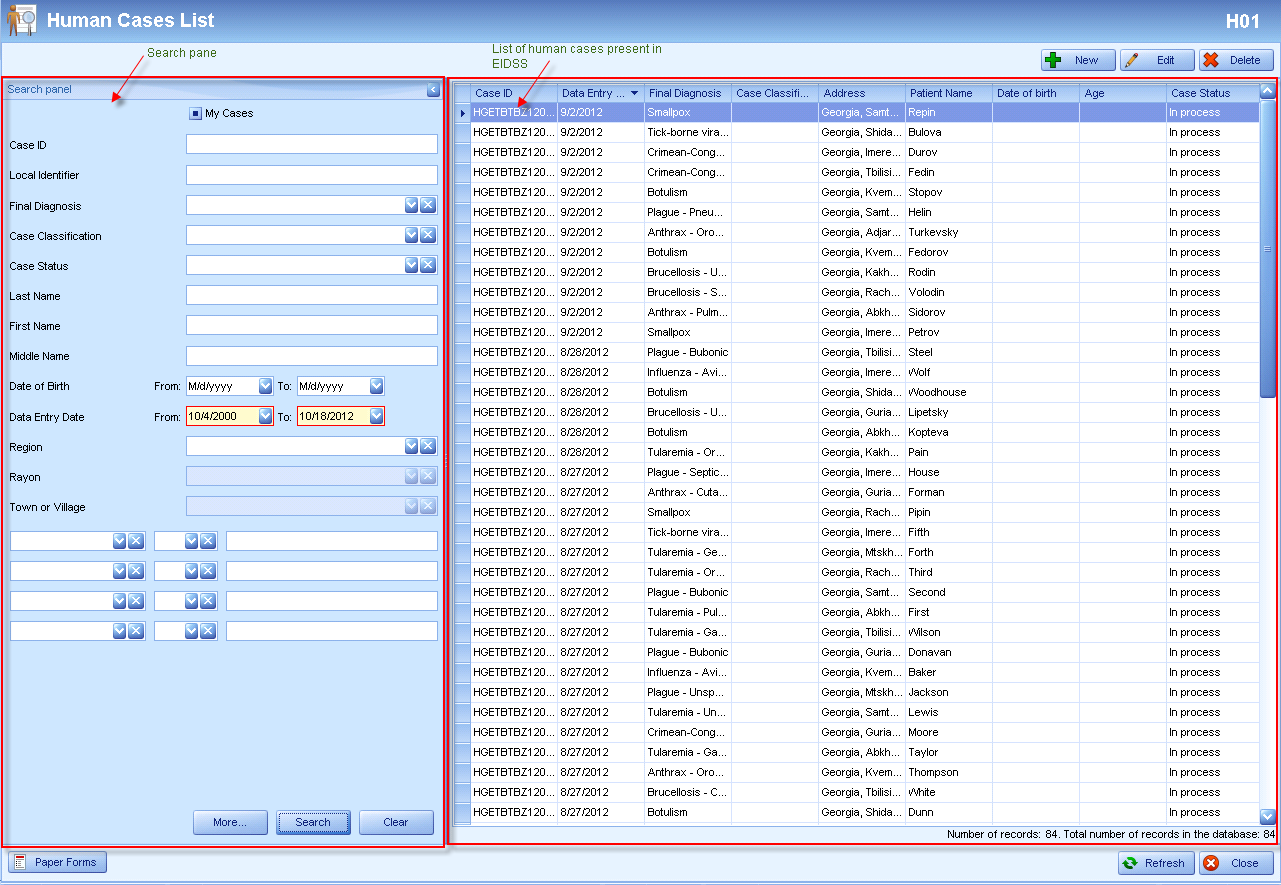 Human Cases List
H01
Search pane
List of human cases present in
EIDSS
New Edit Delete
Search panel
My Cases
Case ID
Local Identifier
Final Diagnosis
Case Classification
Case Status
Last Name
First Name
Middle Name
Date of Birth From: M/d/yyyy To: M/d/yyyy
Data Entry Date From: 10/4/2000 To: 10/18/2012
Region
Rayon
Town or Village
More... Search Clear
Case ID Data Entry ... Final Diagnosis Case Classifi... Address Patient Name Date of birth Age Case Status
HGETBTBZ120... 9/2/2012 Smallpox Georgia, Samt... Repin In process
HGETBTBZ120... 9/2/2012 Tick-borne vira... Georgia, Shida... Bulova In process
HGETBTBZ120... 9/2/2012 Crimean-Cong... Georgia, Imere... Durov In process
HGETBTBZ120... 9/2/2012 Crimean-Cong... Georgia, Tbilisi... Fedin In process
HGETBTBZ120... 9/2/2012 Botulism Georgia, Kvem... Stopov In process
HGETBTBZ120... 9/2/2012 Plague - Pneu... Georgia, Samt... Helin In process
HGETBTBZ120... 9/2/2012 Anthrax - Oro... Georgia, Adjar... Turkevsky In process
HGETBTBZ120... 9/2/2012 Botulism Georgia, Kvem... Fedorov In process
HGETBTBZ120... 9/2/2012 Brucellosis - U... Georgia, Kakh... Rodin In process
HGETBTBZ120... 9/2/2012 Brucellosis - S... Georgia, Rach... Volodin In process
HGETBTBZ120... 9/2/2012 Anthrax - Pulm... Georgia, Abkh... Sidorov In process
HGETBTBZ120... 9/2/2012 Smallpox Georgia, Imere... Petrov In process
HGETBTBZ120... 8/28/2012 Plague - Bubonic Georgia, Tbilisi... Steel In process
HGETBTBZ120... 8/28/2012 Influenza - Avi... Georgia, Imere... Wolf In process
HGETBTBZ120... 8/28/2012 Botulism Georgia, Shida... Woodhouse In process
HGETBTBZ120... 8/28/2012 Brucellosis - U... Georgia, Guria... Lipetsky In process
HGETBTBZ120... 8/28/2012 Botulism Georgia, Abkh... Kopteva In process
HGETBTBZ120... 8/28/2012 Tularemia - Or... Georgia, Kakh... Pain In process
HGETBTBZ120... 8/27/2012 Plague - Septic... Georgia, Imere... House In process
HGETBTBZ120... 8/27/2012 Anthrax - Cuta... Georgia, Guria... Forman In process
HGETBTBZ120... 8/27/2012 Smallpox Georgia, Rach... Pipin In process
HGETBTBZ120... 8/27/2012 Tick-borne vira... Georgia, Imere... Fifth In process
HGETBTBZ120... 8/27/2012 Tularemia - Ge... Georgia, Mtskh... Forth In process
HGETBTBZ120... 8/27/2012 Tularemia - Or... Georgia, Rach... Third In process
HGETBTBZ120... 8/27/2012 Plague - Bubonic Georgia, Samt... Second In process
HGETBTBZ120... 8/27/2012 Tularemia - Pul... Georgia, Abkh... First In process
HGETBTBZ120... 8/27/2012 Tularemia - Ga... Georgia, Tbilisi... Wilson In process
HGETBTBZ120... 8/27/2012 Plague - Bubonic Georgia, Guria... Donavan In process
HGETBTBZ120... 8/27/2012 Influenza - Avi... Georgia, Kvem... Baker In process
HGETBTBZ120... 8/27/2012 Plague - Unsp... Georgia, Mtskh... Jackson In process
HGETBTBZ120... 8/27/2012 Tularemia - Un... Georgia, Samt... Lewis In process
HGETBTBZ120... 8/27/2012 Crimean-Cong... Georgia, Guria... Moore In process
HGETBTBZ120... 8/27/2012 Tularemia - Ga... Georgia, Abkh... Taylor In process
HGETBTBZ120... 8/27/2012 Anthrax - Oro... Georgia, Kvem... Thompson In process
HGETBTBZ120... 8/27/2012 Brucellosis - C... Georgia, Tbilisi... White In process
HGETBTBZ120... 8/27/2012 Botulism Georgia, Shida... Dunn In process
Number of records: 84. Total number of records in the database: 84
Paper Forms Refresh Close